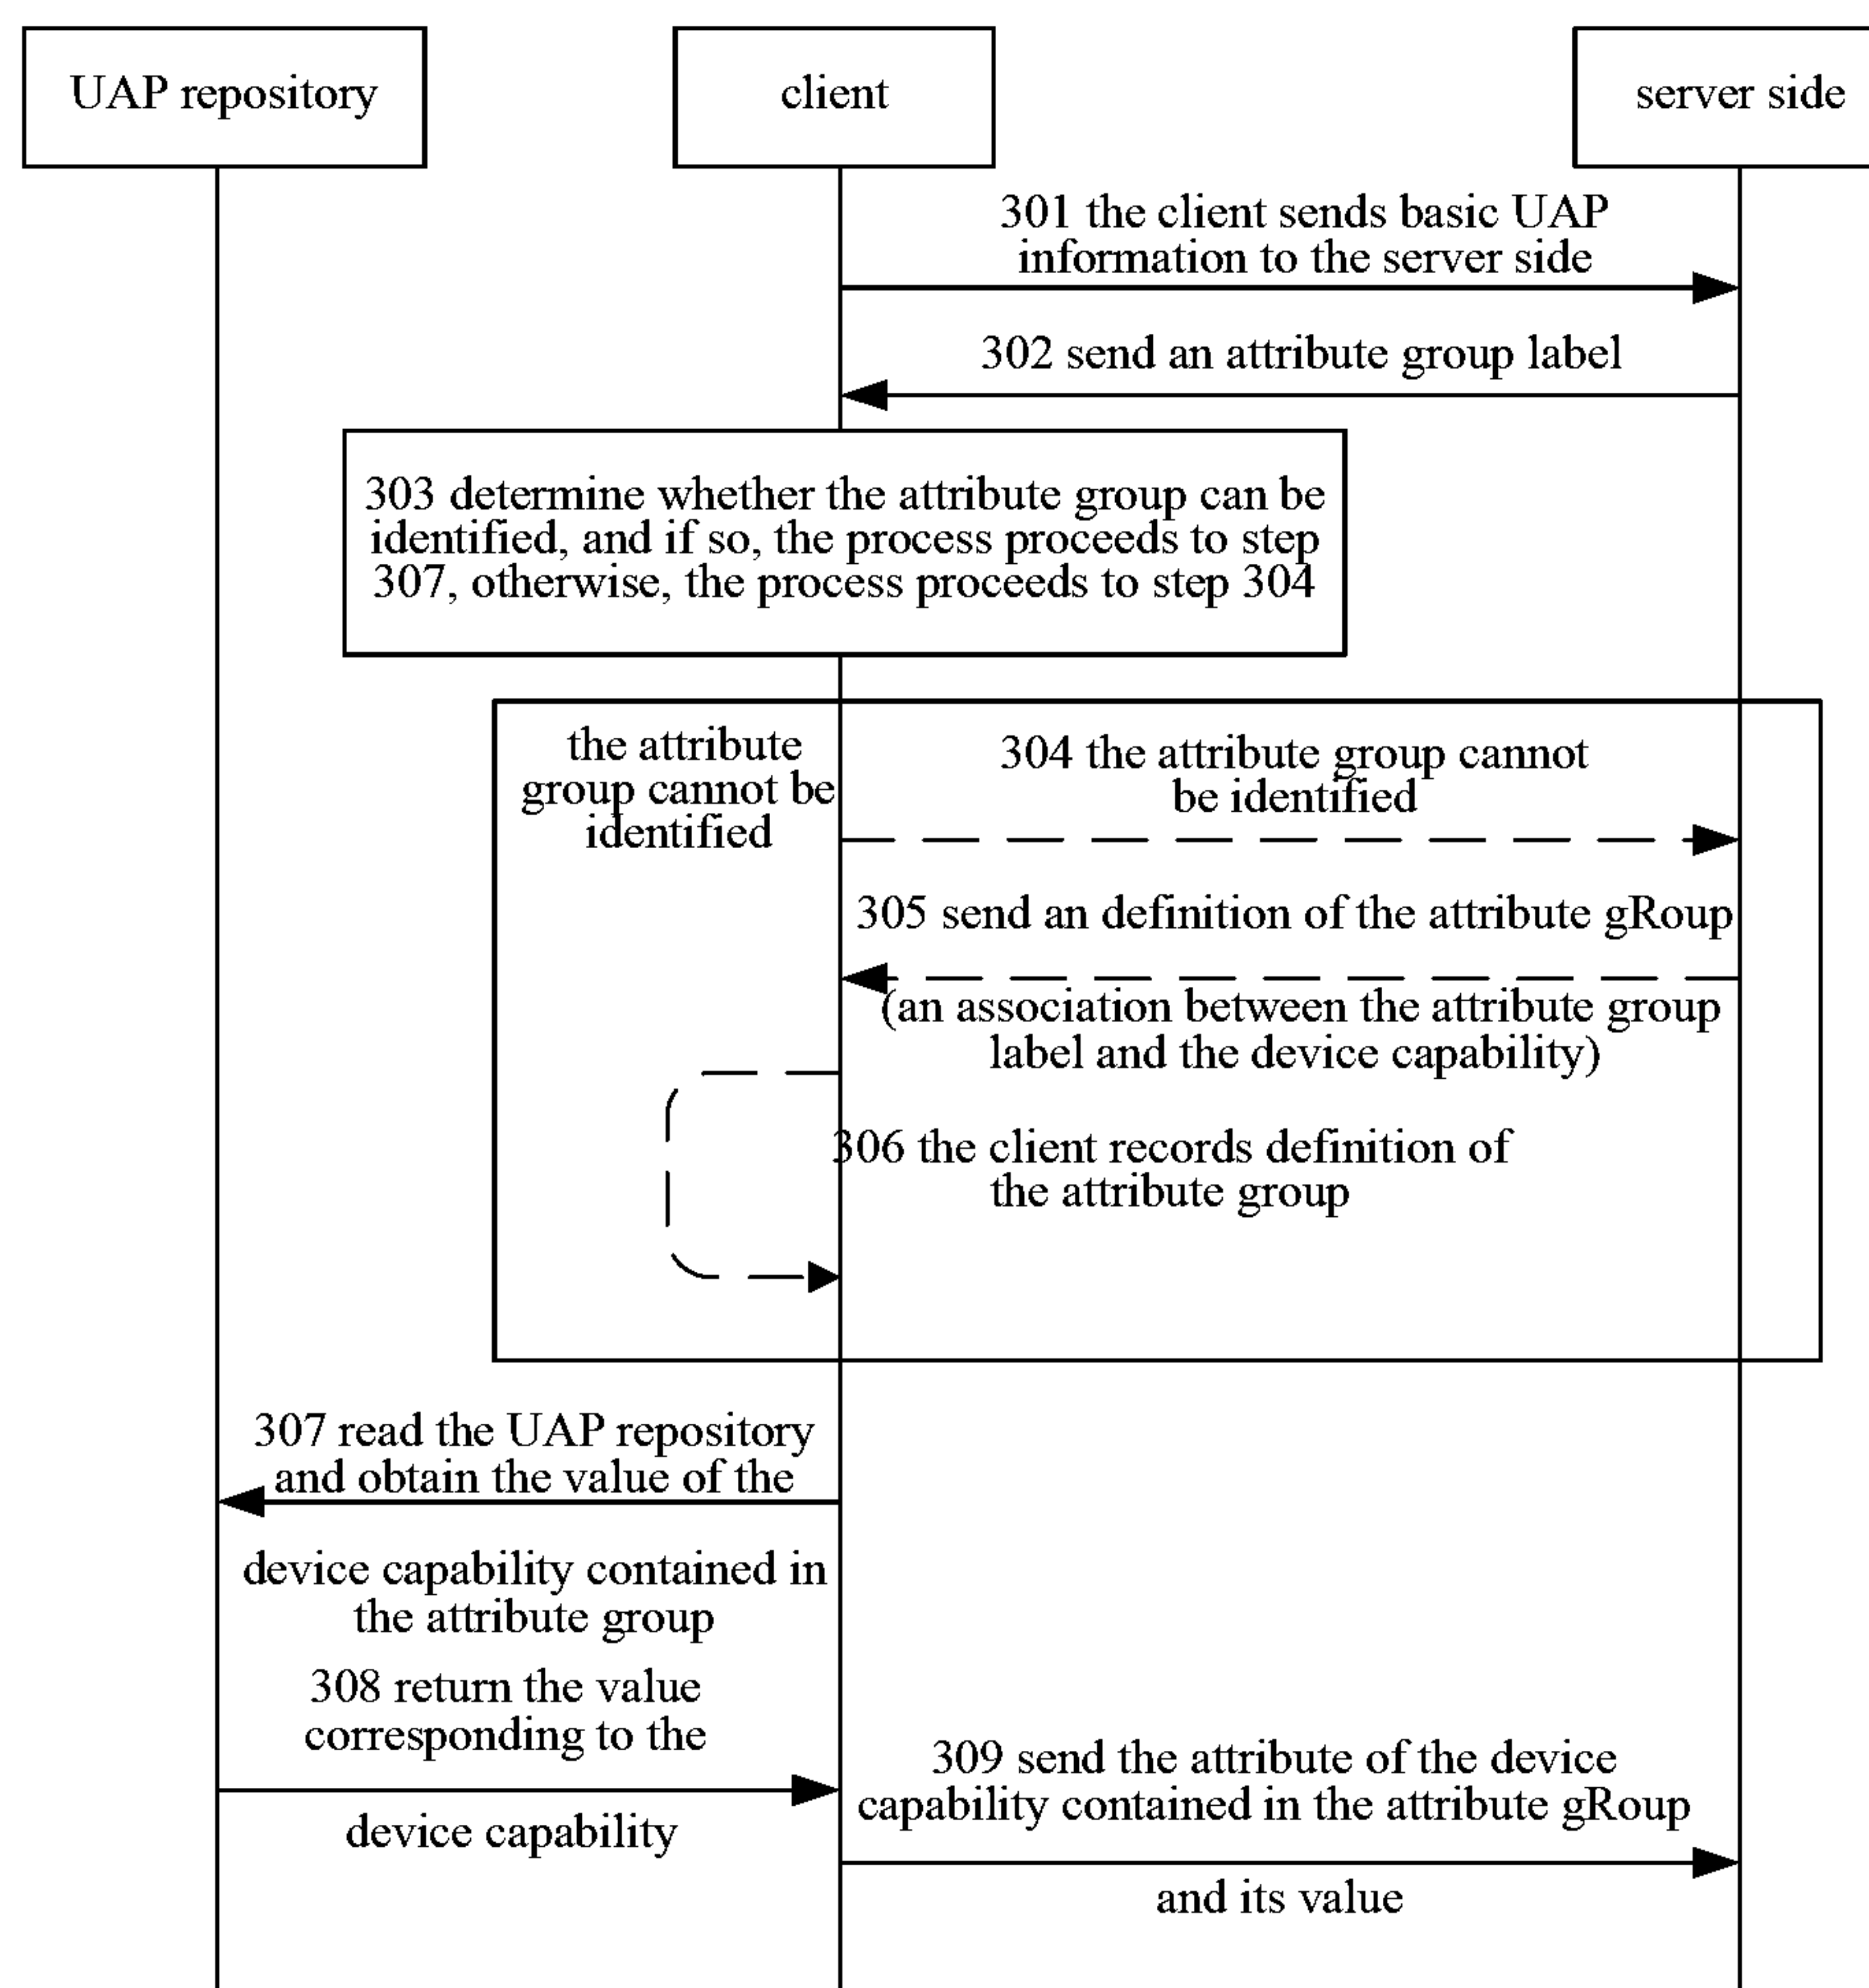 UAP repository
client
server side
301 the client sends basic UAP
information to the server side
302 send an attribute group label
303 determine whether the attribute group can be
identified, and if so, the process proceeds to step
307, otherwise, the process proceeds to step 304
the attribute
group cannot be
identified
304 the attribute group cannot
be identified
305 send an definition of the attribute gRoup
(an association between the attribute group
label and the device capability)
306 the client records definition of
the attribute group
307 read the UAP repository
and obtain the value of the
device capability contained in
the attribute group
308 return the value
corresponding to the
device capability
309 send the attribute of the device
capability contained in the attribute gRoup
and its value